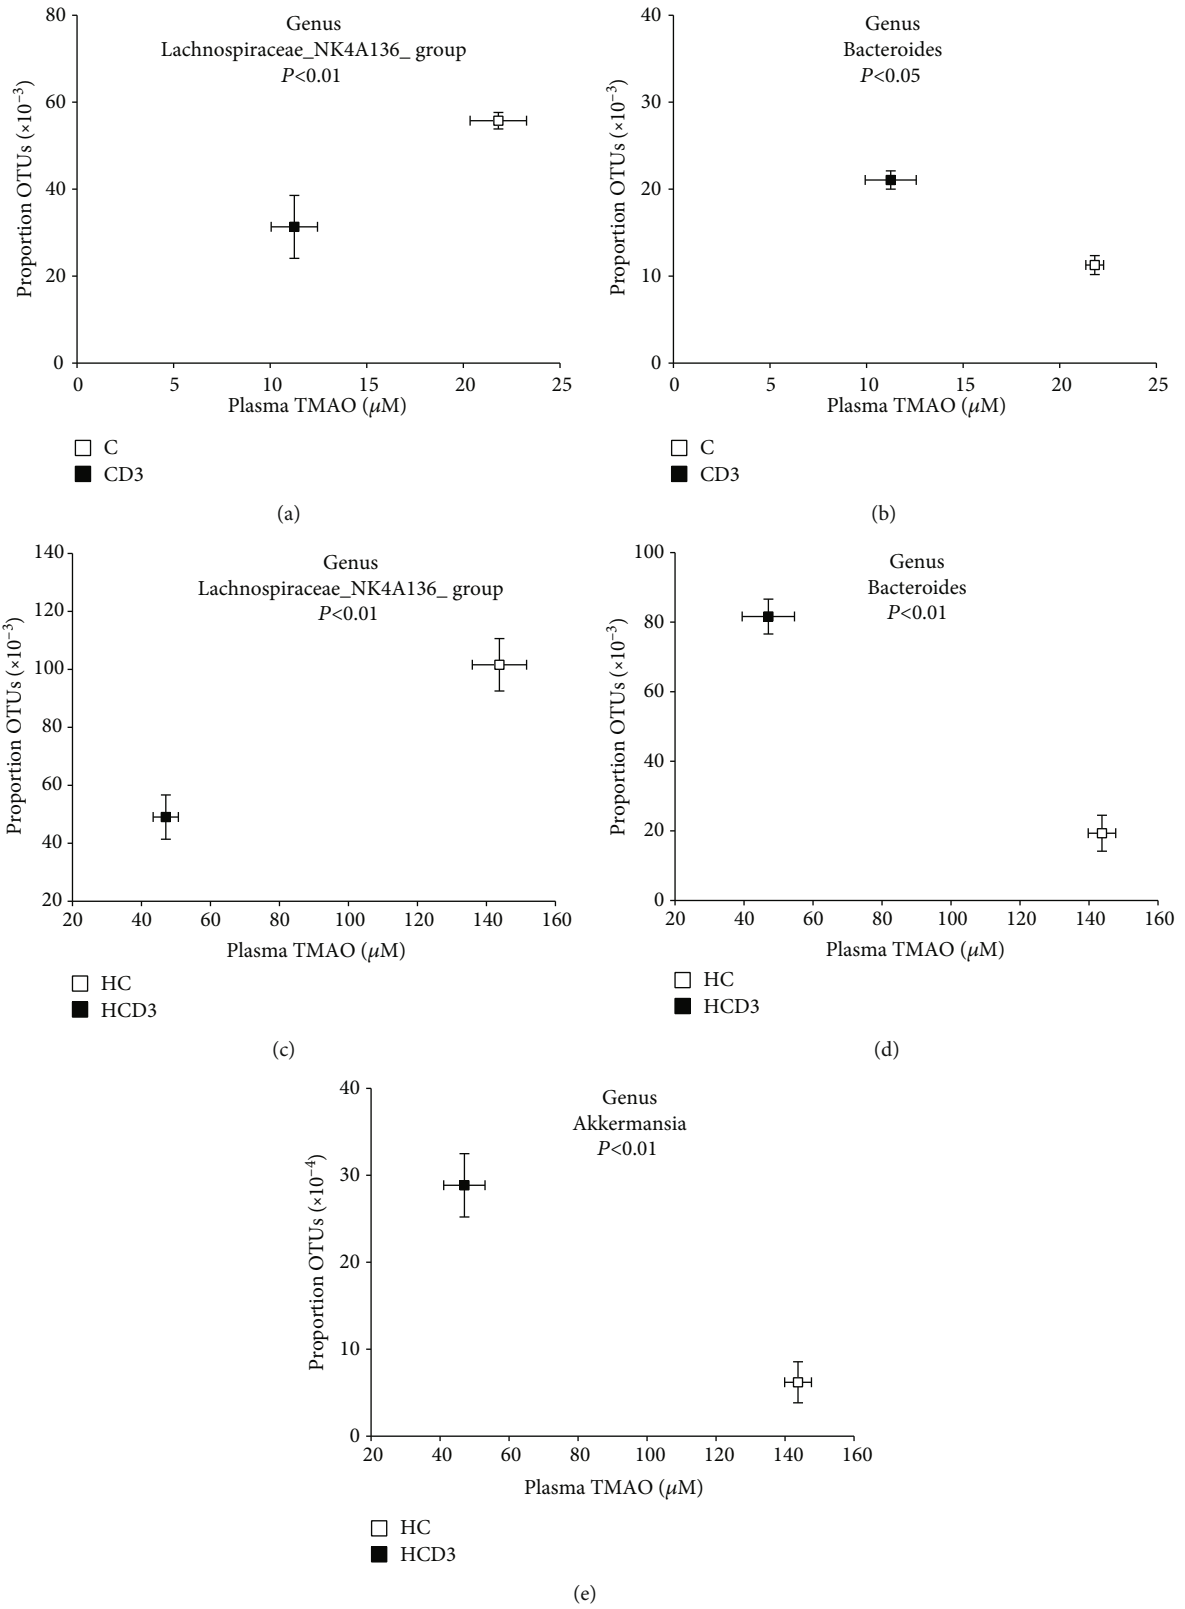 Genus
Lachnospiraceae_NK4A136_ group
P<0.01
Proportion OTUs (×10⁻³)
80
60
40
20
0
0 5 10 15 20 25
Plasma TMAO (μM)
C
CD3
(a)
Genus
Bacteroides
P<0.05
Proportion OTUs (×10⁻³)
40
30
20
10
0
0 5 10 15 20 25
Plasma TMAO (μM)
C
CD3
(b)
Genus
Lachnospiraceae_NK4A136_ group
P<0.01
Proportion OTUs (×10⁻³)
140
120
100
80
60
40
20
20 40 60 80 100 120 140 160
Plasma TMAO (μM)
HC
HCD3
(c)
Genus
Bacteroides
P<0.01
Proportion OTUs (×10⁻³)
100
80
60
40
20
0
20 40 60 80 100 120 140 160
Plasma TMAO (μM)
HC
HCD3
(d)
Genus
Akkermansia
P<0.01
Proportion OTUs (×10⁻⁴)
40
30
20
10
0
20 40 60 80 100 120 140 160
Plasma TMAO (μM)
HC
HCD3
(e)